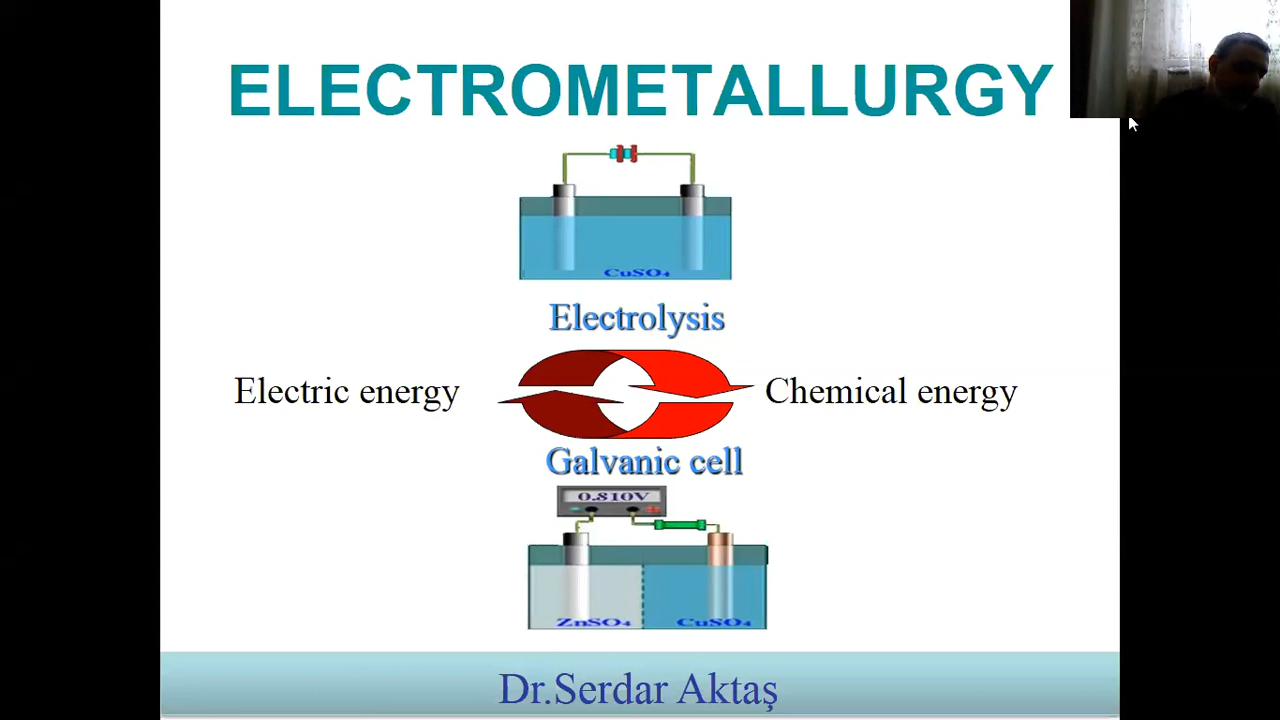 ELECTROMETALLURGY
CuSO₄
Electrolysis
Electric energy
Chemical energy
Galvanic cell
0.810V
ZnSO₄
CuSO₄
Dr.Serdar Aktaş